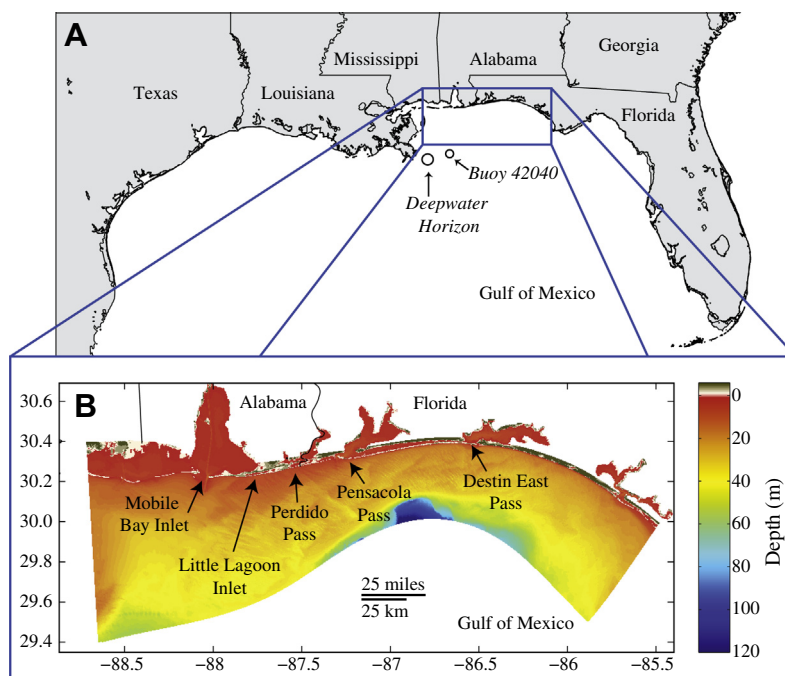 A
Georgia
Mississippi
Alabama
Texas
Louisiana
Florida
Buoy 42040
Deepwater
Horizon
Gulf of Mexico
B
Alabama
Florida
30.6
30.4
30.2
30.0
29.8
29.6
29.4
Mobile
Bay Inlet
Little Lagoon
Inlet
Perdido
Pass
Pensacola
Pass
Destin East
Pass
25 miles
25 km
Gulf of Mexico
−88.5
−88
−87.5
−87
−86.5
−86
−85.5
0
20
40
60
80
100
120
Depth (m)